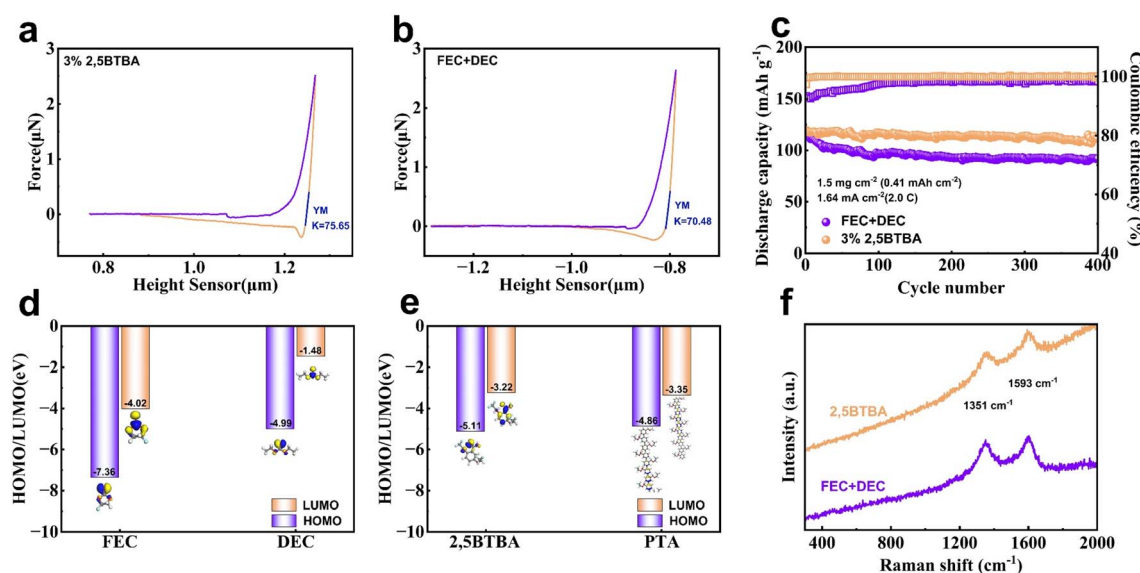 a
3% 2,5BTBA
Force(μN)
3
2
1
0
YM
K=75.65
0.8
1.0
1.2
Height Sensor(μm)
b
FEC+DEC
Force(μN)
3
2
1
0
YM
K=70.48
−1.2
−1.0
−0.8
Height Sensor(μm)
c
Discharge capacity (mAh g⁻¹)
200
150
100
50
0
1.5 mg cm⁻² (0.41 mAh cm⁻²)
1.64 mA cm⁻²(2.0 C)
FEC+DEC
3% 2,5BTBA
100
80
60
40
Coulombic efficiency (%)
0
100
200
300
400
Cycle number
d
HOMO/LUMO(eV)
0
−2
−4
−6
−8
−10
-7.36
-4.02
-4.99
-1.48
LUMO
HOMO
FEC
DEC
e
HOMO/LUMO(eV)
0
−2
−4
−6
−8
−10
-5.11
-3.22
-4.86
-3.35
LUMO
HOMO
2,5BTBA
PTA
f
Intensity (a.u.)
1593 cm⁻¹
1351 cm⁻¹
2,5BTBA
FEC+DEC
400
800
1200
1600
2000
Raman shift (cm⁻¹)